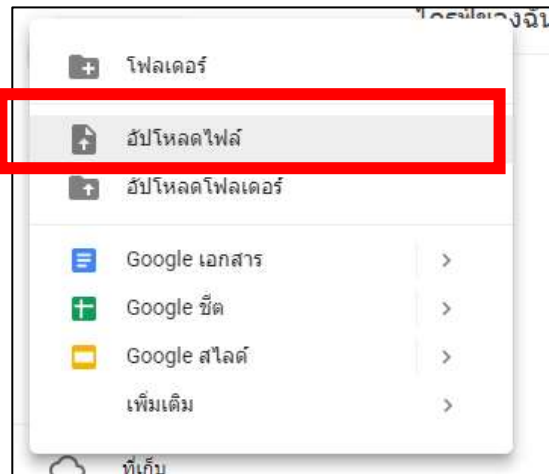 ไดรฟ์ของฉัน
โฟลเดอร์
อัปโหลดไฟล์
อัปโหลดโฟลเดอร์
Google เอกสาร
Google ชีต
Google สไลด์
เพิ่มเติม
ที่เก็บ